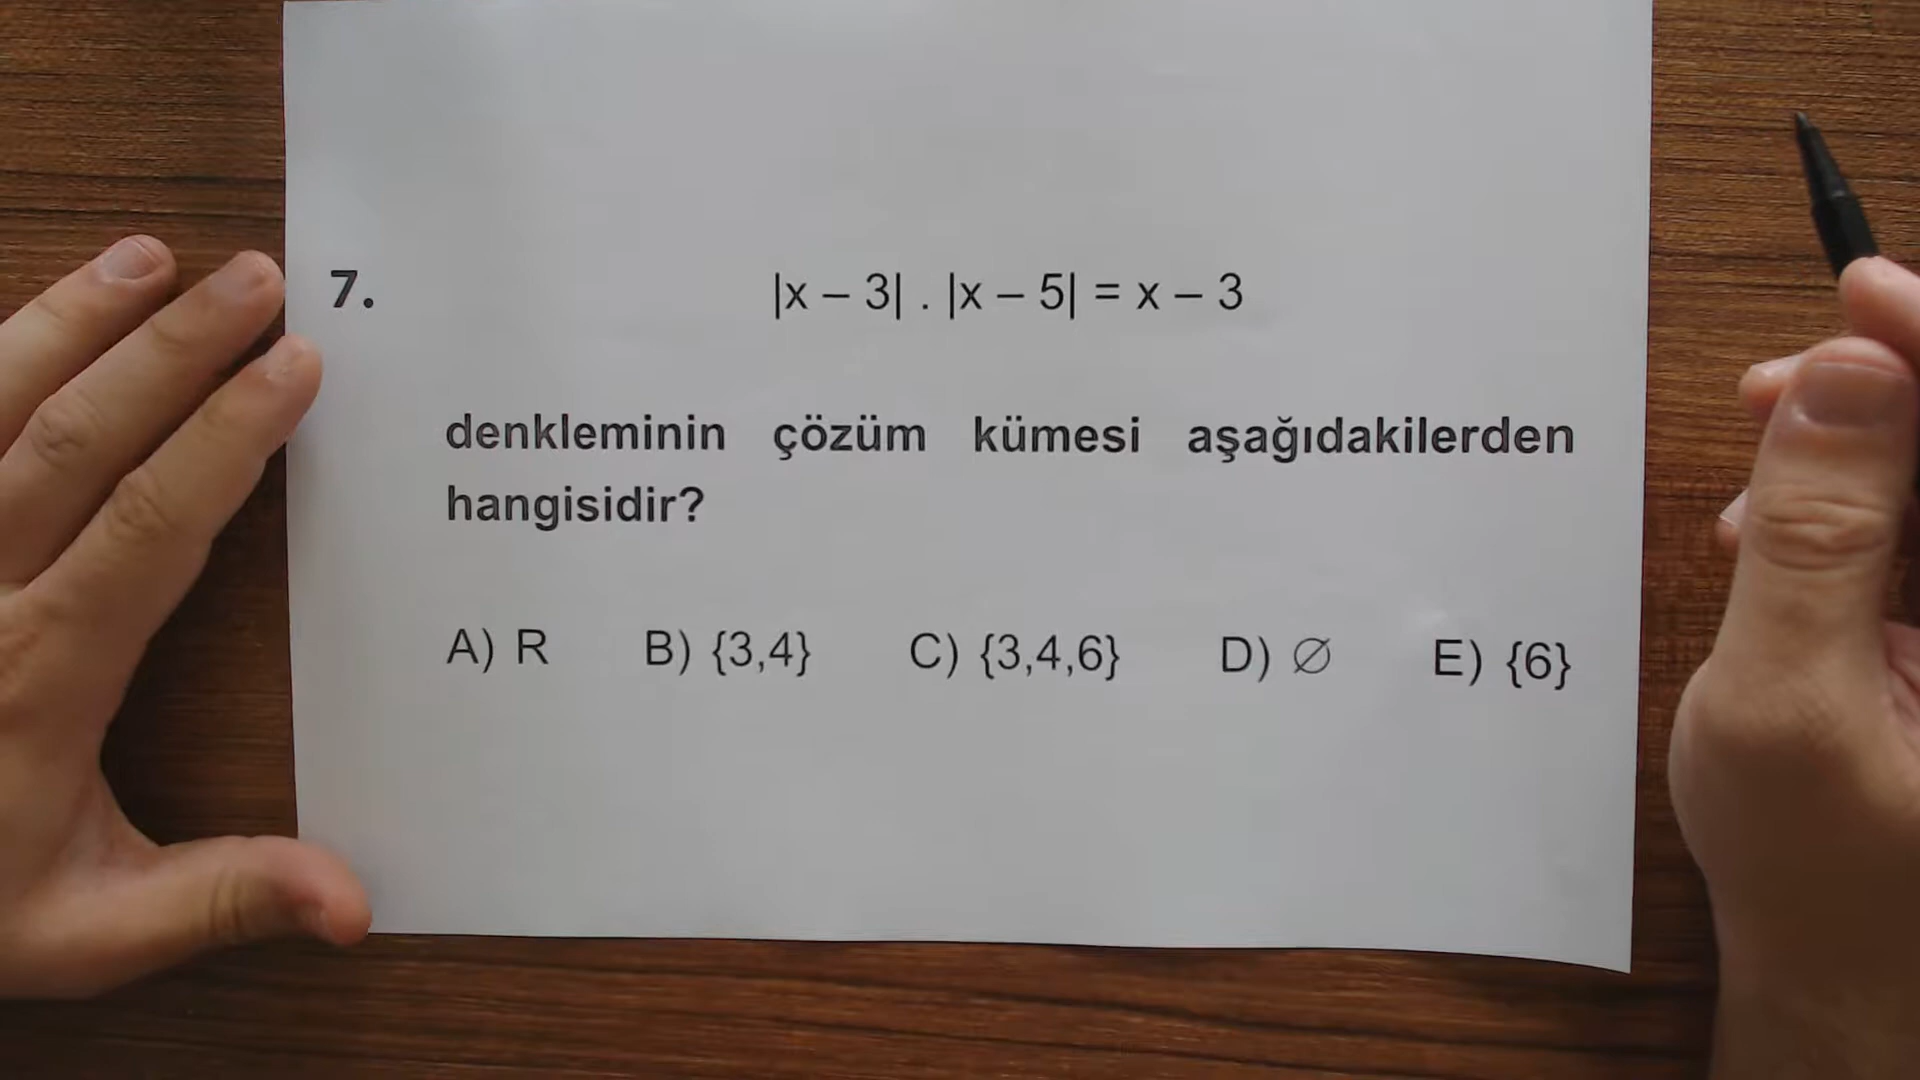 7. |x – 3| . |x – 5| = x – 3
denkleminin çözüm kümesi aşağıdakilerden
hangisidir?
A) R B) {3,4} C) {3,4,6} D) ∅ E) {6}